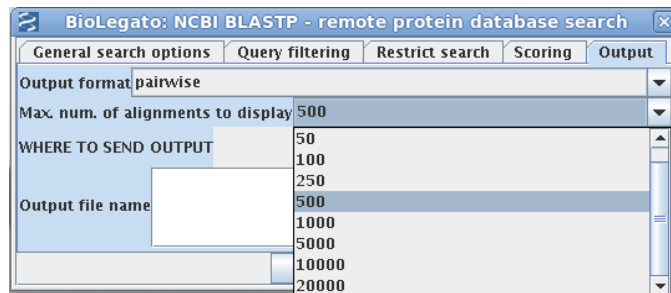 BioLegato: NCBI BLASTP - remote protein database search
General search options Query filtering Restrict search Scoring Output
Output format pairwise
Max. num. of alignments to display 500
WHERE TO SEND OUTPUT
50
100
250
500
Output file name
1000
5000
10000
20000